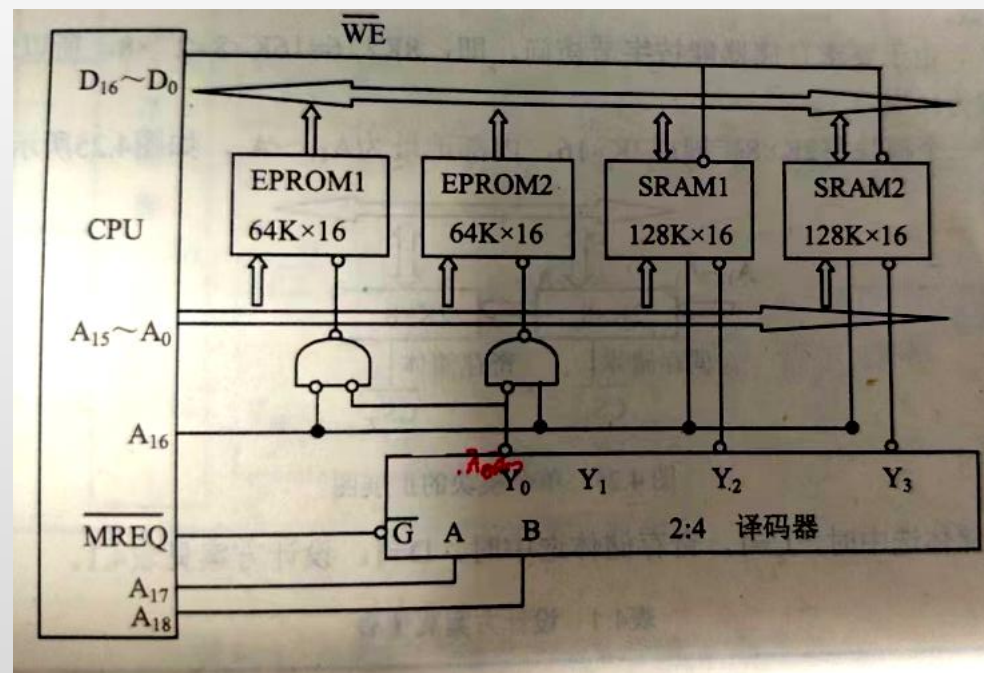 WE
D₁₆~D₀
EPROM1
64K×16
EPROM2
64K×16
SRAM1
128K×16
SRAM2
128K×16
CPU
A₁₅~A₀
A₁₆
Y₀ Y₁ Y.₂ Y₃
MREQ
G A B 2:4 译码器
A₁₇
A₁₈